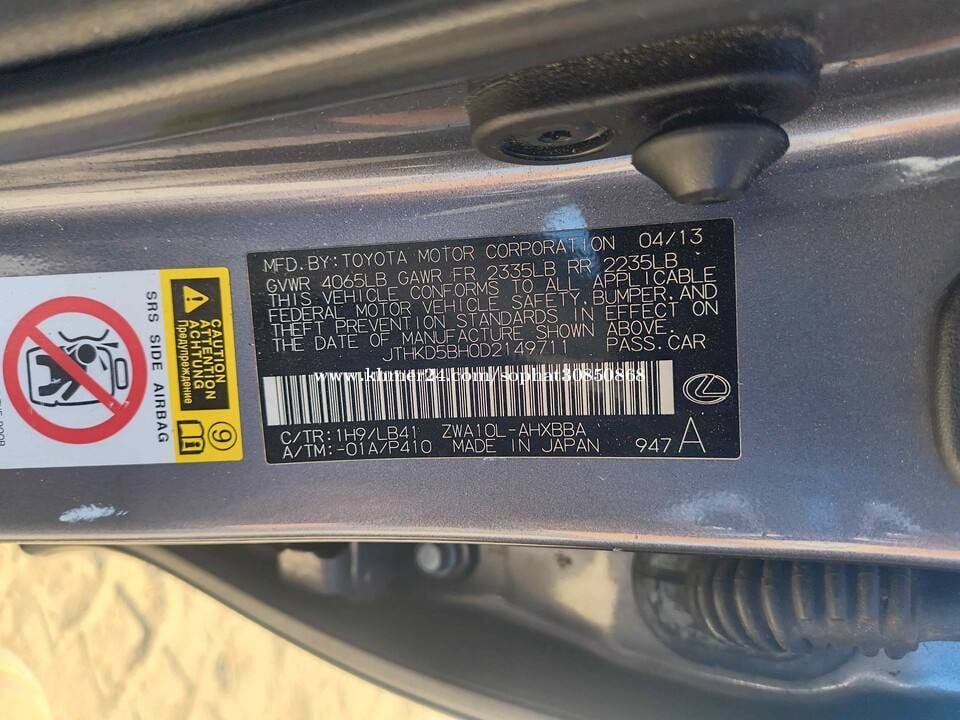 MFD.BY:TOYOTA MOTOR CORPORATION 04/13
GVWR 4065LB GAWR FR 2335LB RR 2235LB
THIS VEHICLE CONFORMS TO ALL APPLICABLE
FEDERAL MOTOR VEHICLE SAFETY, BUMPER, AND
THEFT PREVENTION STANDARDS IN EFFECT ON
THE DATE OF MANUFACTURE SHOWN ABOVE.
JTHKD5BH0D2149711 PASS.CAR
www.khmer24.com/sophat30850868
C/TR: 1H9/LB41 ZWA10L-AHXBBA
A/TM:-01A/P410 MADE IN JAPAN 947 A
SRS SIDE AIRBAG
CAUTION
ATTENTION
ACHTUNG
Предупреждение
9
DOOR